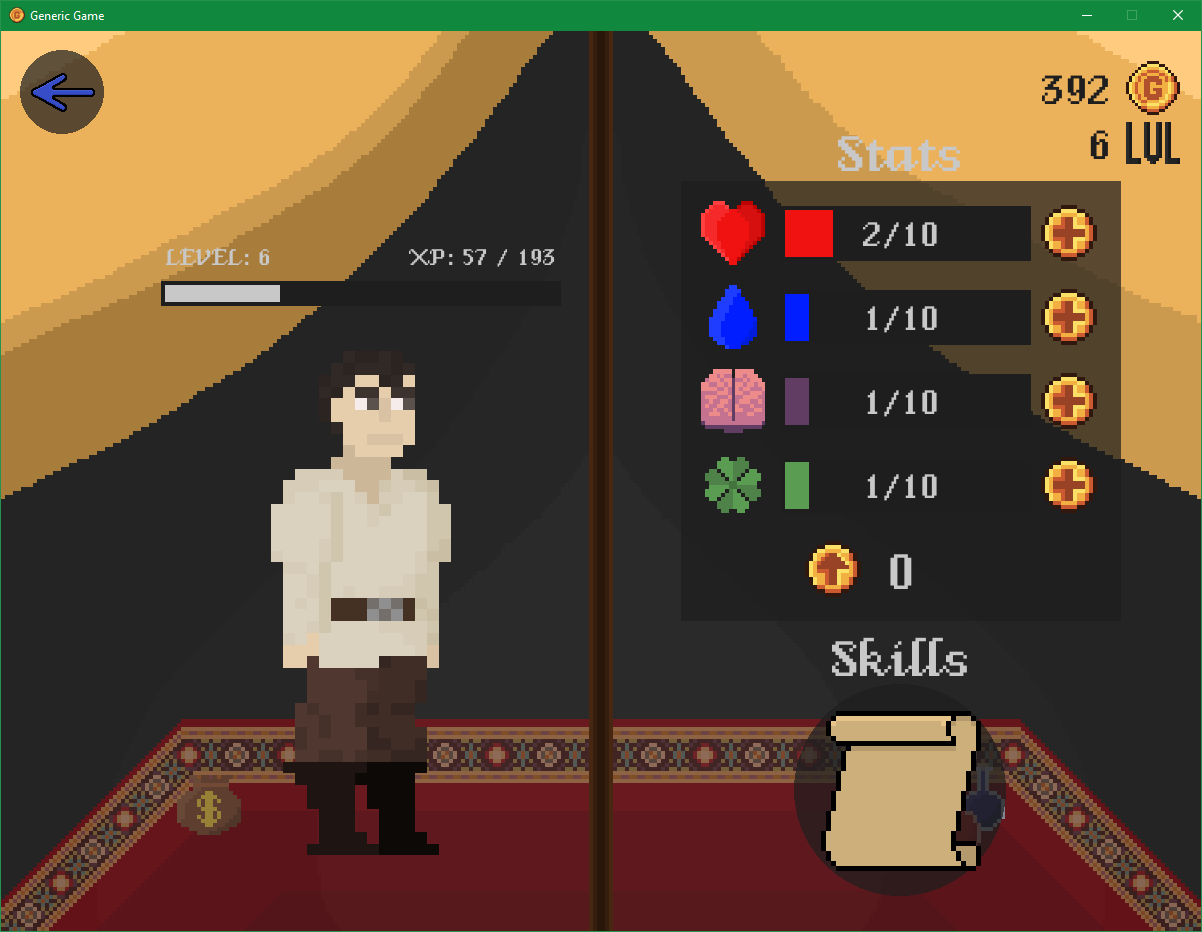 Generic Game
392 G
6 LVL
Stats
LEVEL: 6 XP: 57 / 193
2/10
1/10
1/10
1/10
0
Skills
$